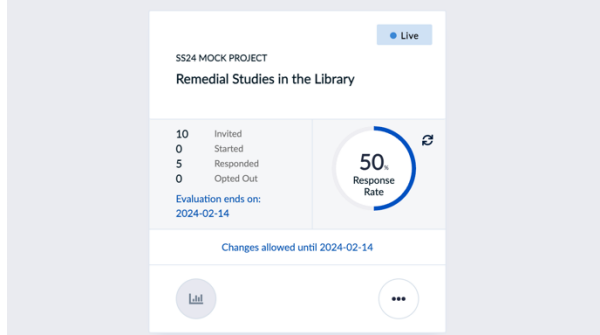 Live
SS24 MOCK PROJECT
Remedial Studies in the Library
10 Invited
0 Started
5 Responded
0 Opted Out
Evaluation ends on:
2024-02-14
50%
Response
Rate
Changes allowed until 2024-02-14